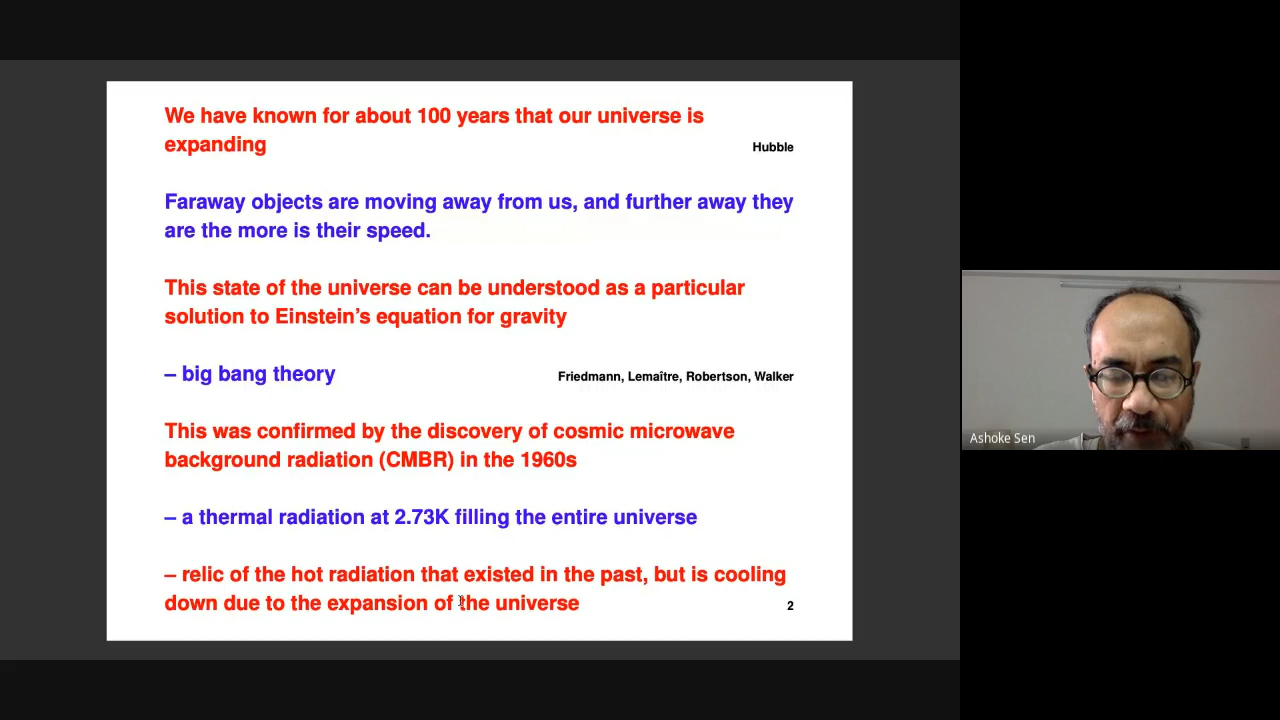 We have known for about 100 years that our universe is
expanding
Hubble
Faraway objects are moving away from us, and further away they
are the more is their speed.
This state of the universe can be understood as a particular
solution to Einstein’s equation for gravity
– big bang theory
Friedmann, Lemaître, Robertson, Walker
This was confirmed by the discovery of cosmic microwave
background radiation (CMBR) in the 1960s
– a thermal radiation at 2.73K filling the entire universe
– relic of the hot radiation that existed in the past, but is cooling
down due to the expansion of the universe
2
Ashoke Sen